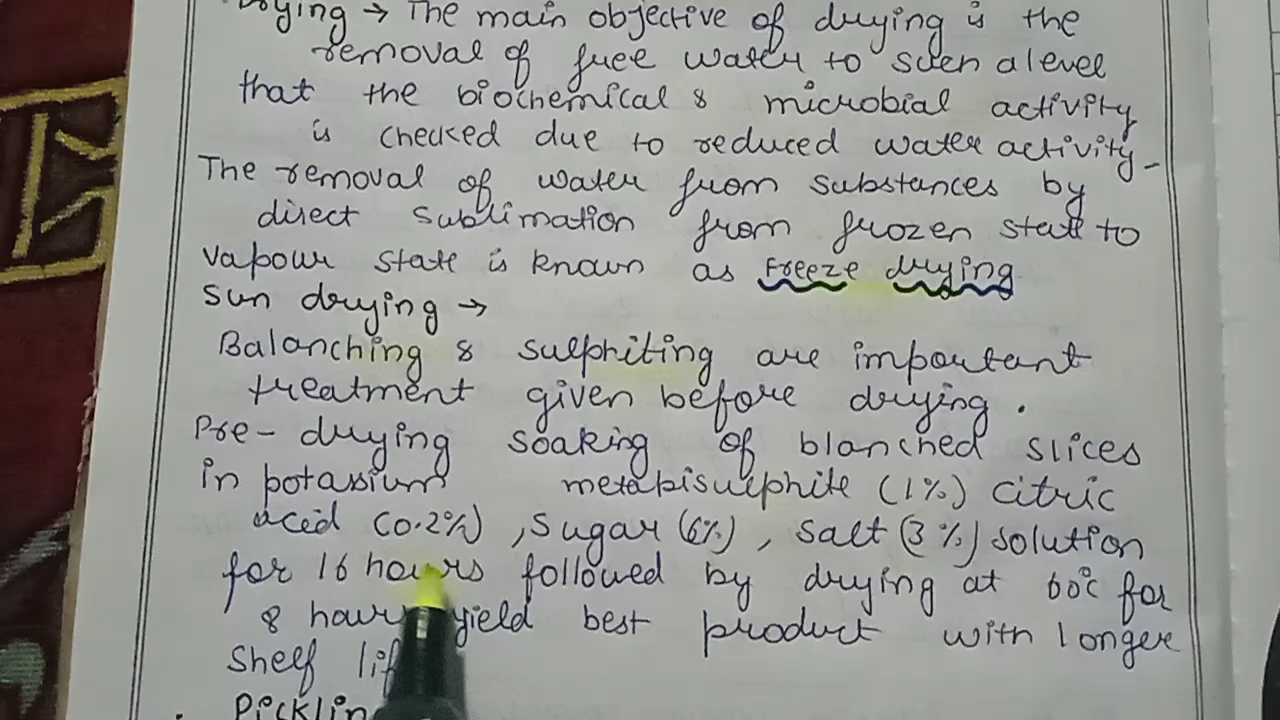 Drying → The main objective of drying is the
removal of free water to such a level
that the biochemical & microbial activity
is checked due to reduced water activity-
The removal of water from substances by
direct sublimation from frozen state to
vapour state is known as Freeze drying
Sun drying →
Balanching & sulphiting are important
treatment given before drying.
Pre-drying soaking of blanched slices
in potassium metabisulphite (1%) citric
acid (0.2%), sugar (6%), salt (3%) solution
for 16 hours followed by drying at 60°c for
8 hour yield best product with longer
Shelf